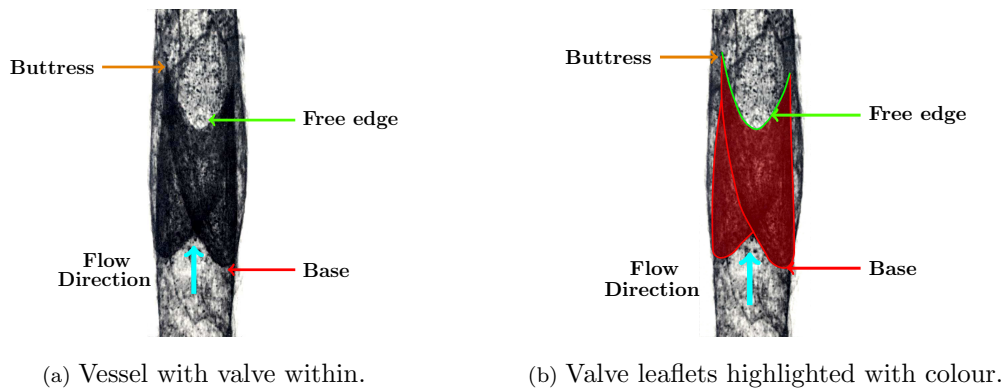 Buttress
Free edge
Flow
Direction
Base
(a) Vessel with valve within.
Buttress
Free edge
Flow
Direction
Base
(b) Valve leaflets highlighted with colour.